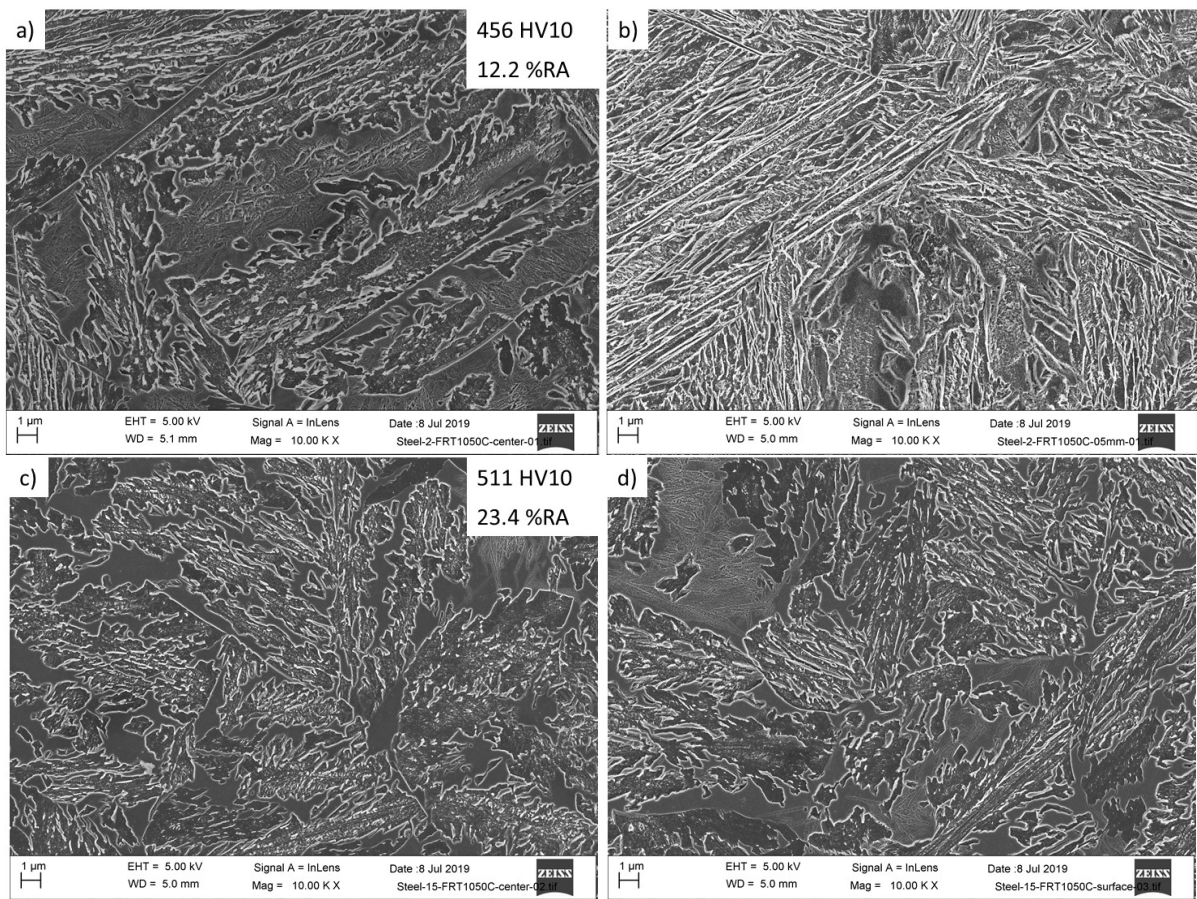 a)
456 HV10
12.2 %RA
b)
1 µm
EHT = 5.00 kV
WD = 5.1 mm
Signal A = InLens
Mag = 10.00 K X
Date :8 Jul 2019
Steel-2-FRT1050C-center-01.tif
ZEISS
1 µm
EHT = 5.00 kV
WD = 5.0 mm
Signal A = InLens
Mag = 10.00 K X
Date :8 Jul 2019
Steel-2-FRT1050C-05mm-01.tif
ZEISS
c)
511 HV10
23.4 %RA
d)
1 µm
EHT = 5.00 kV
WD = 5.0 mm
Signal A = InLens
Mag = 10.00 K X
Date :8 Jul 2019
Steel-15-FRT1050C-center-02.tif
ZEISS
1 µm
EHT = 5.00 kV
WD = 5.0 mm
Signal A = InLens
Mag = 10.00 K X
Date :8 Jul 2019
Steel-15-FRT1050C-surface-03.tif
ZEISS